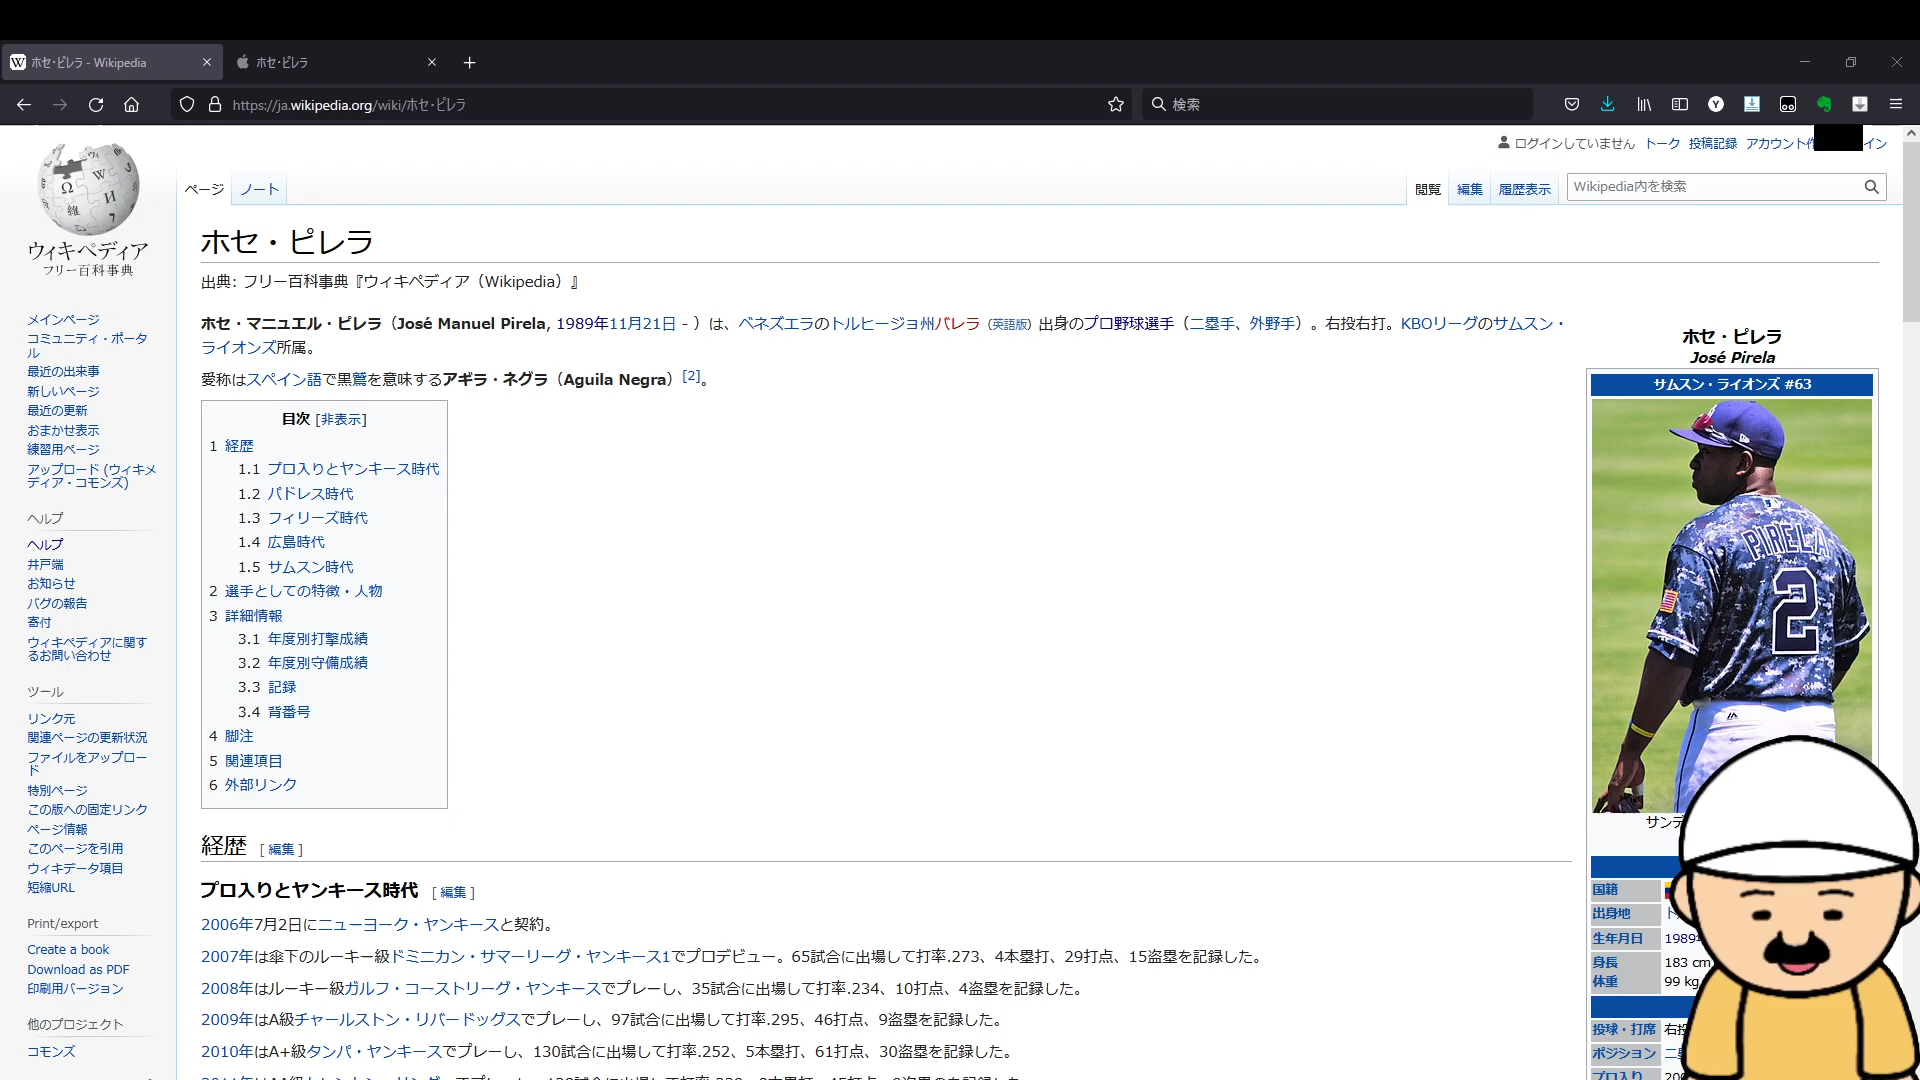 ホセ・ピレラ - Wikipedia
ホセ・ピレラ
https://ja.wikipedia.org/wiki/ホセ・ピレラ
検索
ログインしていません トーク 投稿記録 アカウント作 イン
ページ ノート 閲覧 編集 履歴表示 Wikipedia内を検索
ウィキペディア
フリー百科事典
メインページ
コミュニティ・ポータ
ル
最近の出来事
新しいページ
最近の更新
おまかせ表示
練習用ページ
アップロード (ウィキメ
ディア・コモンズ)
ヘルプ
ヘルプ
井戸端
お知らせ
バグの報告
寄付
ウィキペディアに関す
るお問い合わせ
ツール
リンク元
関連ページの更新状況
ファイルをアップロー
ド
特別ページ
この版への固定リンク
ページ情報
このページを引用
ウィキデータ項目
短縮URL
Print/export
Create a book
Download as PDF
印刷用バージョン
他のプロジェクト
コモンズ
ホセ・ピレラ
出典: フリー百科事典『ウィキペディア（Wikipedia）』
ホセ・マニュエル・ピレラ（José Manuel Pirela, 1989年11月21日 - ）は、ベネズエラのトルヒージョ州バレラ（英語版）出身のプロ野球選手（二塁手、外野手）。右投右打。KBOリーグのサムスン・
ライオンズ所属。
愛称はスペイン語で黒鷲を意味するアギラ・ネグラ（Aguila Negra）[2]。
目次 [非表示]
1 経歴
1.1 プロ入りとヤンキース時代
1.2 パドレス時代
1.3 フィリーズ時代
1.4 広島時代
1.5 サムスン時代
2 選手としての特徴・人物
3 詳細情報
3.1 年度別打撃成績
3.2 年度別守備成績
3.3 記録
3.4 背番号
4 脚注
5 関連項目
6 外部リンク
経歴 [ 編集 ]
プロ入りとヤンキース時代 [ 編集 ]
2006年7月2日にニューヨーク・ヤンキースと契約。
2007年は傘下のルーキー級ドミニカン・サマーリーグ・ヤンキース1でプロデビュー。65試合に出場して打率.273、4本塁打、29打点、15盗塁を記録した。
2008年はルーキー級ガルフ・コーストリーグ・ヤンキースでプレーし、35試合に出場して打率.234、10打点、4盗塁を記録した。
2009年はA級チャールストン・リバードッグスでプレーし、97試合に出場して打率.295、46打点、9盗塁を記録した。
2010年はA+級タンパ・ヤンキースでプレーし、130試合に出場して打率.252、5本塁打、61打点、30盗塁を記録した。
ホセ・ピレラ
José Pirela
サムスン・ライオンズ #63
PIRELA
2
サンデ
国籍
出身地
生年月日 1989
身長 183 cm
体重 99 kg
投球・打席 右投
ポジション 二
プロ入り 200